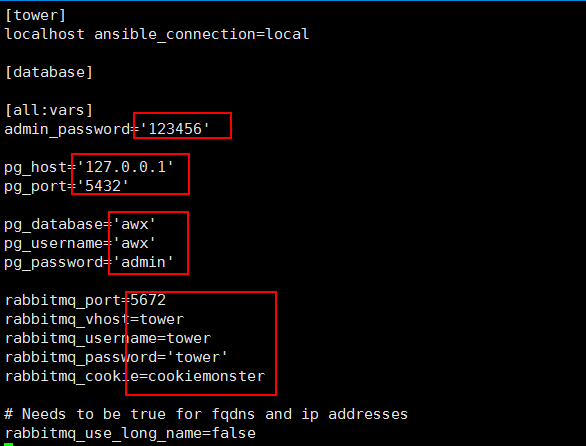 [tower]
localhost ansible_connection=local
[database]
[all:vars]
admin_password='123456'
pg_host='127.0.0.1'
pg_port='5432'
pg_database='awx'
pg_username='awx'
pg_password='admin'
rabbitmq_port=5672
rabbitmq_vhost=tower
rabbitmq_username=tower
rabbitmq_password='tower'
rabbitmq_cookie=cookiemonster
# Needs to be true for fqdns and ip addresses
rabbitmq_use_long_name=false